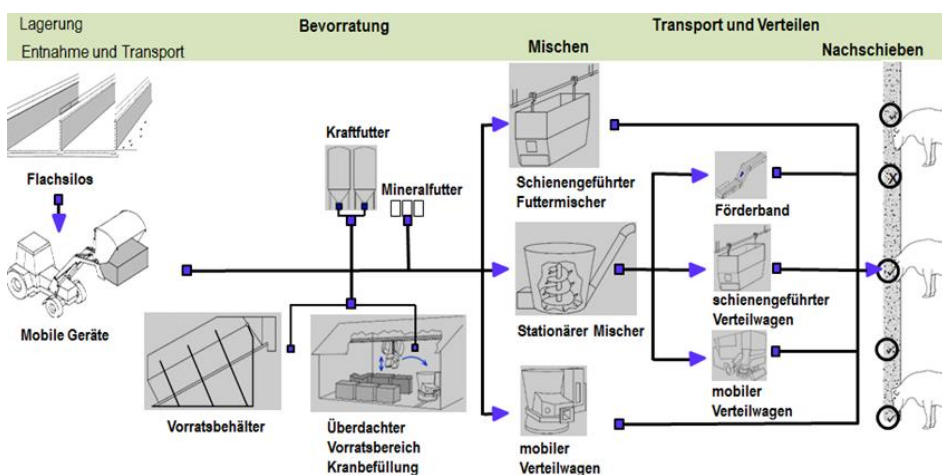 Lagerung
Entnahme und Transport
Bevorratung
Mischen
Transport und Verteilen
Nachschieben
Flachsilos
Mobile Geräte
Kraftfutter
Mineralfutter
Vorratsbehälter
Überdachter
Vorratsbereich
Kranbefüllung
Schienengeführter
Futtermischer
Stationärer Mischer
mobiler
Verteilwagen
Förderband
schienengeführter
Verteilwagen
mobiler
Verteilwagen